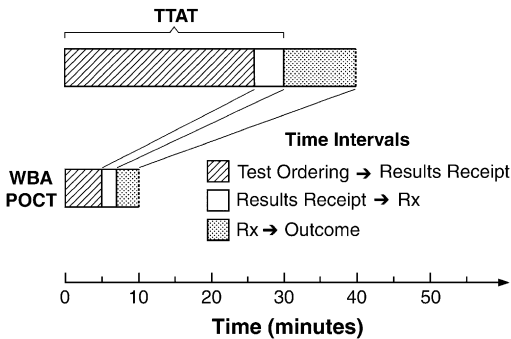 TTAT
Time Intervals
Test Ordering ➔ Results Receipt
Results Receipt ➔ Rx
Rx ➔ Outcome
WBA
POCT
0 10 20 30 40 50
Time (minutes)